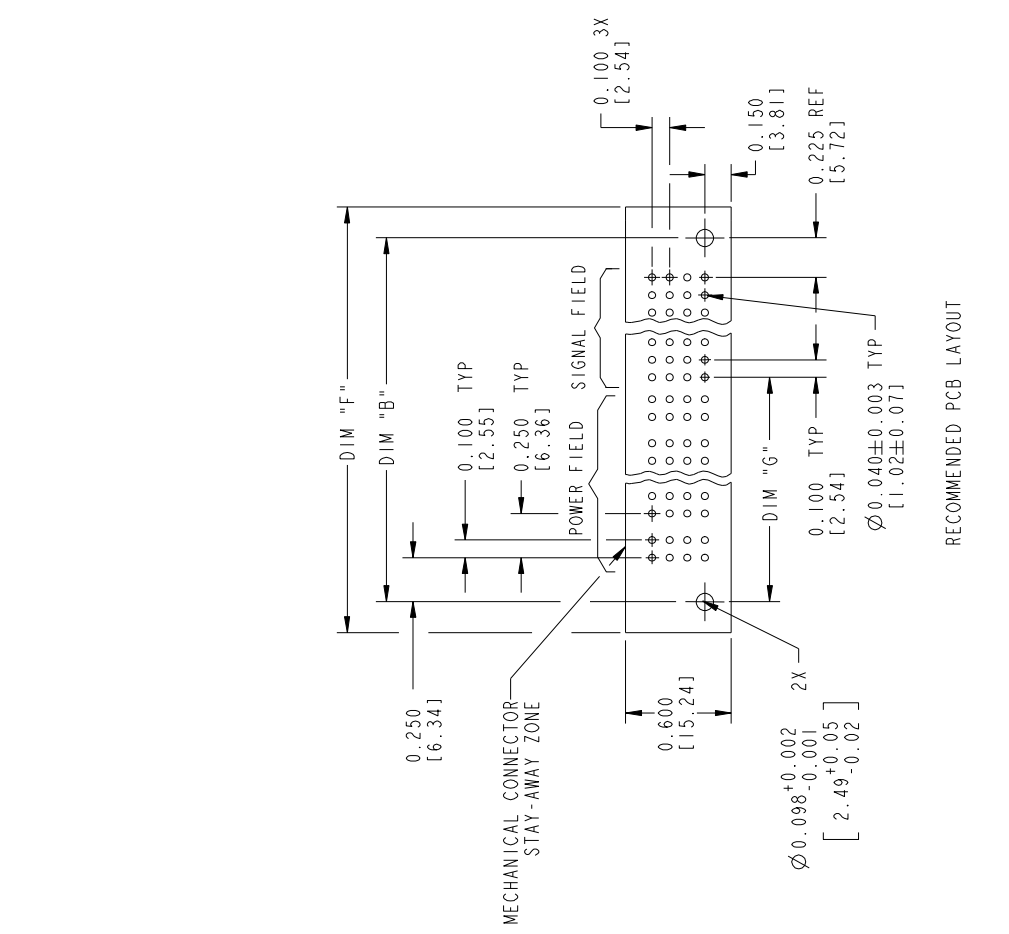 DIM "F"
DIM "B"
0.250
[6.34]
0.100 TYP
[2.55]
0.250 TYP
[6.36]
MECHANICAL CONNECTOR
STAY-AWAY ZONE
POWER FIELD
SIGNAL FIELD
0.100 3X
[2.54]
0.600
[15.24]
0.150
[3.81]
0.225 REF
[5.72]
DIM "G"
0.100 TYP
[2.54]
2X
Ø0.098 +0.002
-0.001
[ 2.49 +0.05
-0.02 ]
Ø0.040±0.003 TYP
[1.02±0.07]
RECOMMENDED PCB LAYOUT